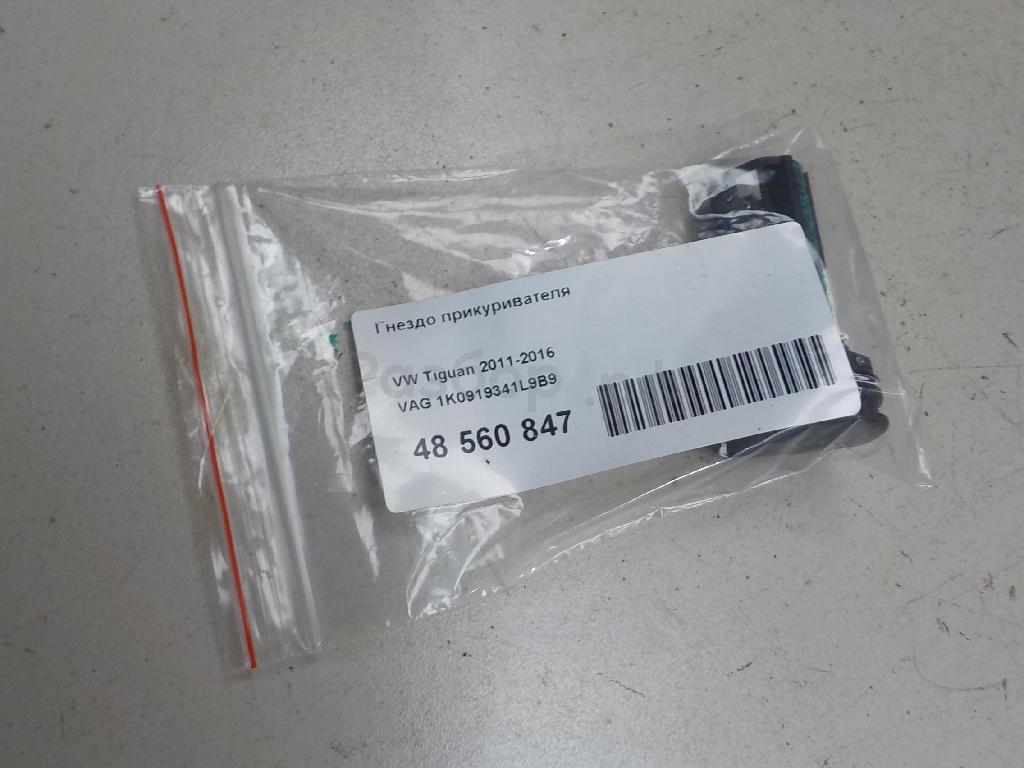 Гнездо прикуривателя
VW Tiguan 2011-2016
VAG 1K0919341L9B9
48 560 847